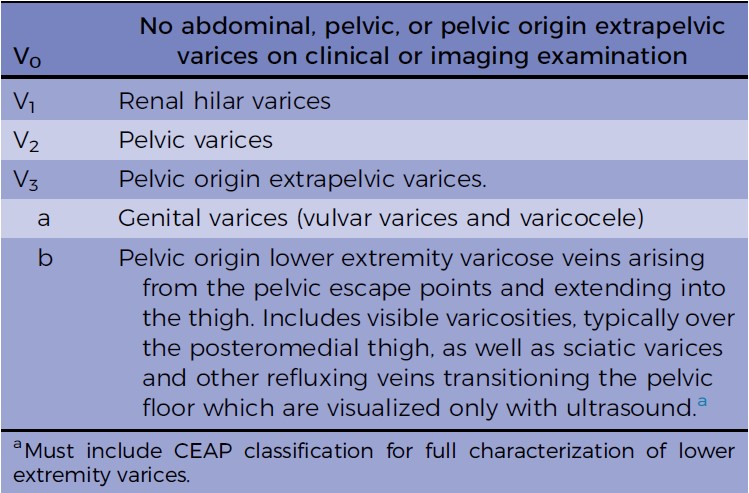 No abdominal, pelvic, or pelvic origin extrapelvic
V₀ varices on clinical or imaging examination
V₁ Renal hilar varices
V₂ Pelvic varices
V₃ Pelvic origin extrapelvic varices.
a Genital varices (vulvar varices and varicocele)
b Pelvic origin lower extremity varicose veins arising
from the pelvic escape points and extending into
the thigh. Includes visible varicosities, typically over
the posteromedial thigh, as well as sciatic varices
and other refluxing veins transitioning the pelvic
floor which are visualized only with ultrasound.ᵃ
ᵃMust include CEAP classification for full characterization of lower
extremity varices.